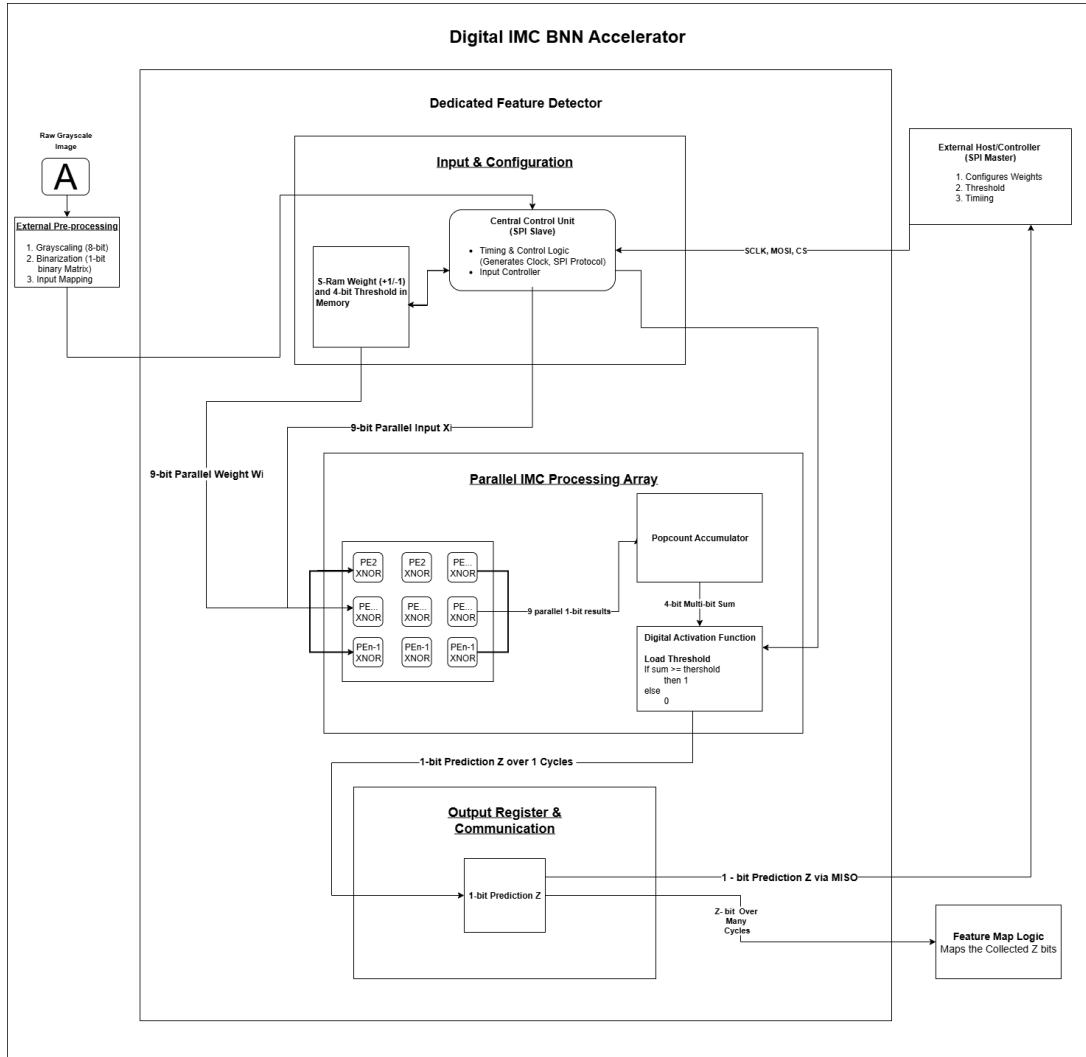 Digital IMC BNN Accelerator
Dedicated Feature Detector
Raw Grayscale
Image
A
External Pre-processing
1. Grayscaling (8-bit)
2. Binarization (1-bit
binary Matrix)
3. Input Mapping
Input & Configuration
Central Control Unit
(SPI Slave)
• Timing & Control Logic
(Generates Clock, SPI Protocol)
• Input Controller
S-Ram Weight (+1/-1)
and 4-bit Threshold in
Memory
External Host/Controller
(SPI Master)
1. Configures Weights
2. Threshold
3. Timiing
SCLK, MOSI, CS
9-bit Parallel Input Xi
9-bit Parallel Weight Wi
Parallel IMC Processing Array
PE2
XNOR
PE2
XNOR
PE...
XNOR
PE...
XNOR
PE...
XNOR
PE...
XNOR
PEn-1
XNOR
PEn-1
XNOR
PEn-1
XNOR
9 parallel 1-bit results
Popcount Accumulator
4-bit Multi-bit Sum
Digital Activation Function
Load Threshold
If sum >= thershold
then 1
else
0
1-bit Prediction Z over 1 Cycles
Output Register &
Communication
1-bit Prediction Z
1 - bit Prediction Z via MISO
Z- bit Over
Many
Cycles
Feature Map Logic
Maps the Collected Z bits